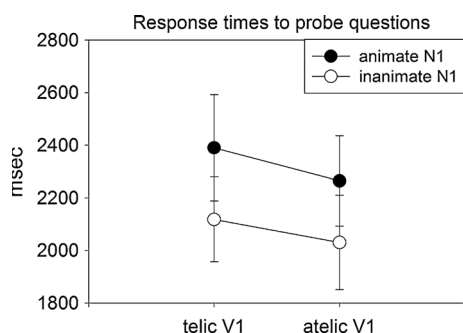 Response times to probe questions
2800
animate N1
inanimate N1
2600
2400
msec
2200
2000
1800
telic V1
atelic V1